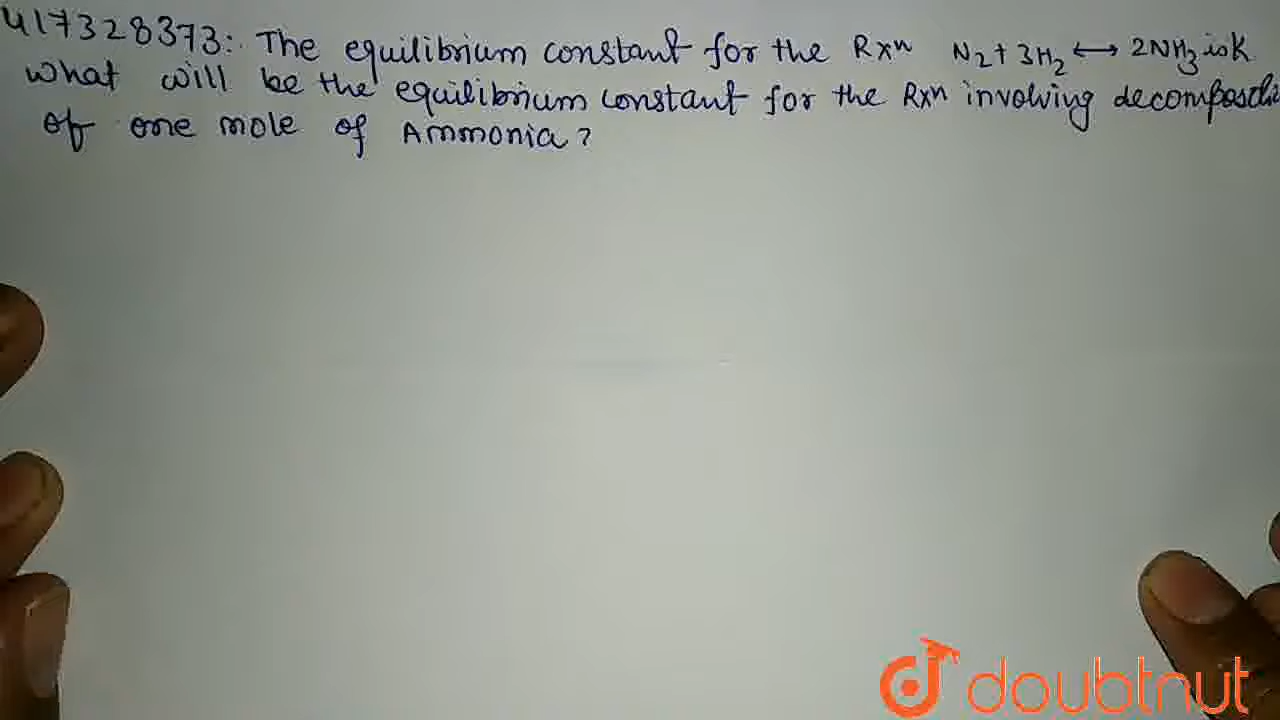 417328373: The equilibrium constant for the Rxⁿ N₂ + 3H₂ ⟷ 2NH₃ is K
What will be the equilibrium constant for the Rxⁿ involving
of one mole of Ammonia?
doubtnut